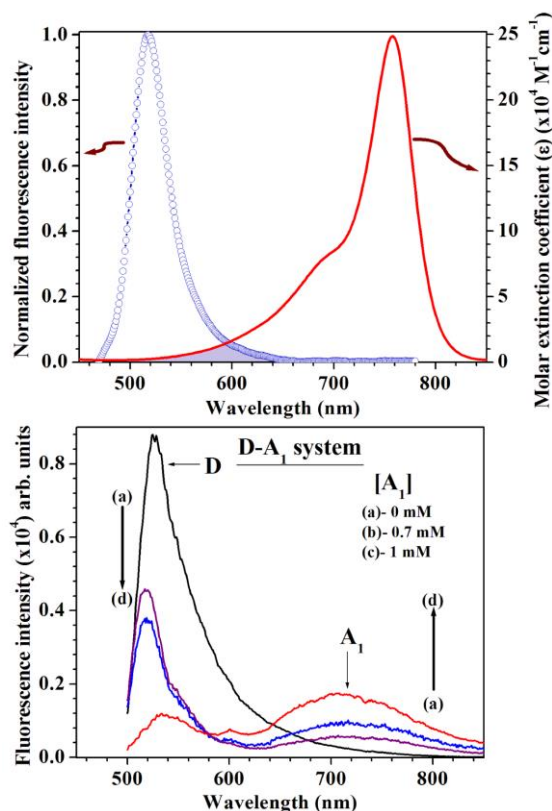 Normalized fluorescence intensity
1.0
0.8
0.6
0.4
0.2
0.0
500
600
700
800
Wavelength (nm)
25
20
15
10
5
0
Molar extinction coefficient (ε) (x10⁴ M⁻¹cm⁻¹)
Fluorescence intensity (x10⁴) arb. units
0.8
0.6
0.4
0.2
0.0
500
600
700
800
Wavelength (nm)
D
D-A₁ system
[A₁]
(a)- 0 mM
(b)- 0.7 mM
(c)- 1 mM
(a)
(d)
A₁
(d)
(a)